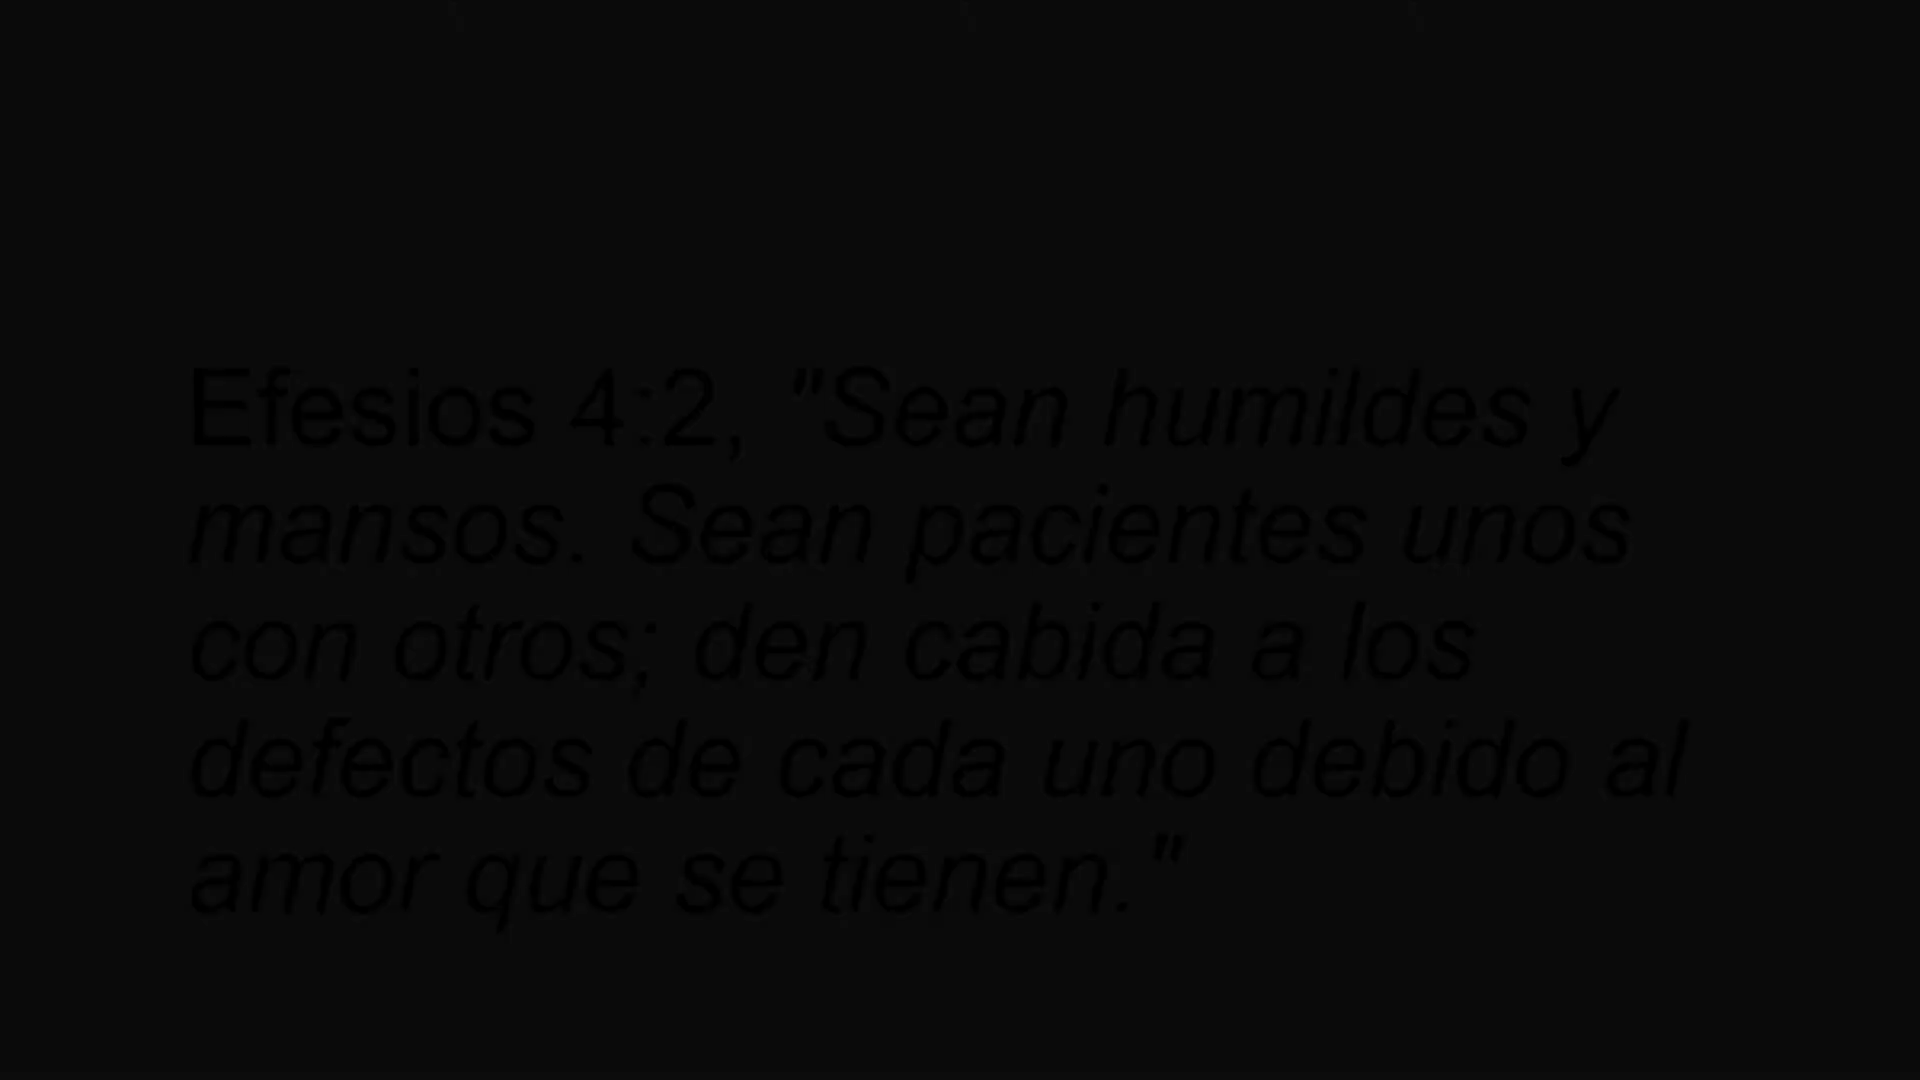 Efesios 4:2, "Sean humildes y
mansos. Sean pacientes unos
con otros; den cabida a los
defectos de cada uno debido al
amor que se tienen."